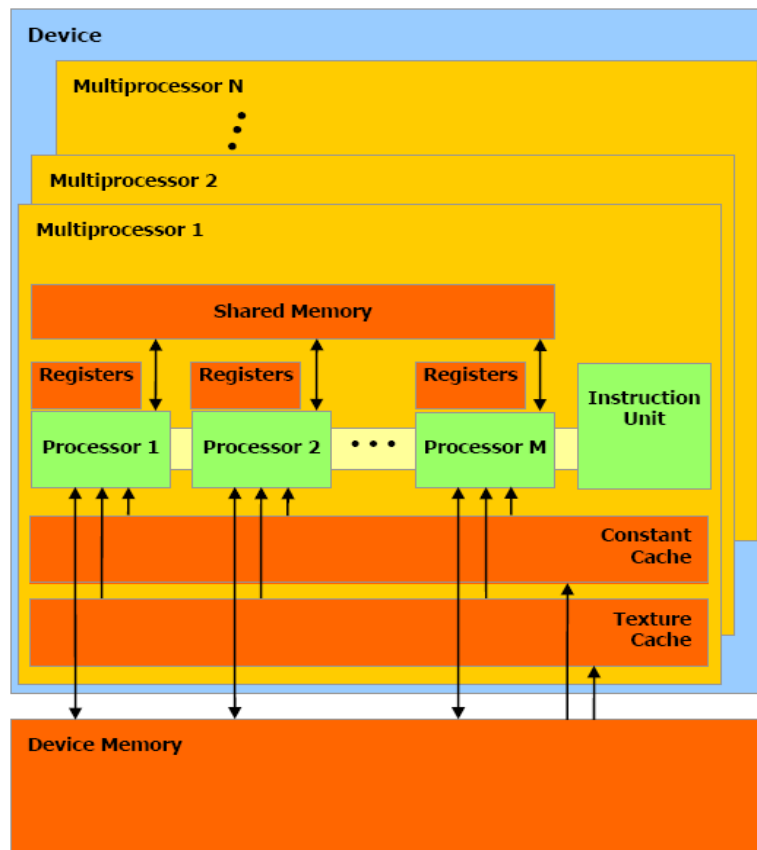 Device
Multiprocessor N
Multiprocessor 2
Multiprocessor 1
Shared Memory
Registers
Registers
Registers
Instruction
Unit
Processor 1
Processor 2
Processor M
Constant
Cache
Texture
Cache
Device Memory